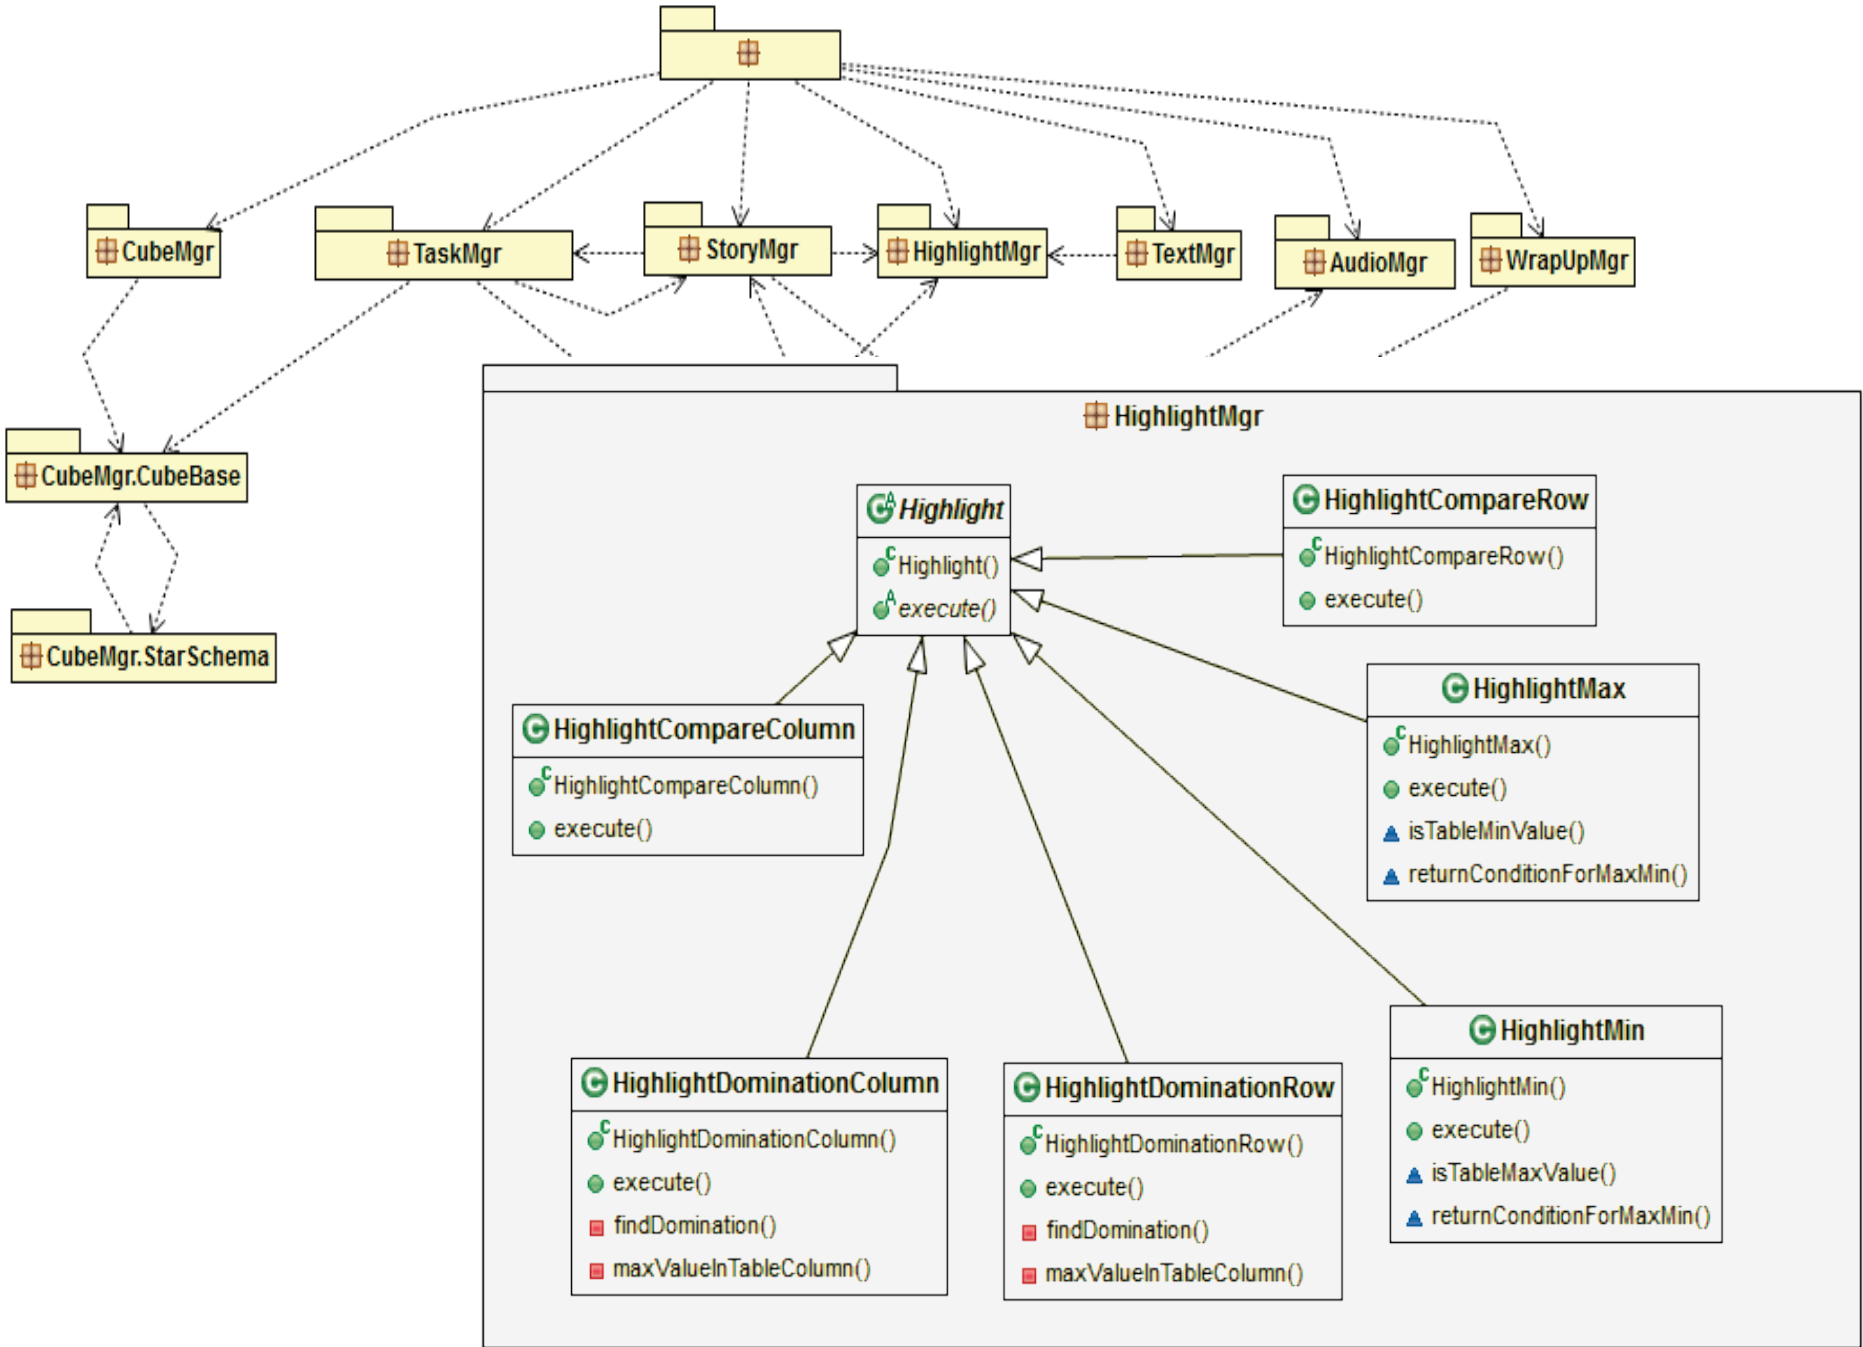 CubeMgr
TaskMgr
StoryMgr
HighlightMgr
TextMgr
AudioMgr
WrapUpMgr
CubeMgr.CubeBase
CubeMgr.StarSchema
HighlightMgr
Highlight
Highlight()
execute()
HighlightCompareRow
HighlightCompareRow()
execute()
HighlightCompareColumn
HighlightCompareColumn()
execute()
HighlightMax
HighlightMax()
execute()
isTableMinValue()
returnConditionForMaxMin()
HighlightDominationColumn
HighlightDominationColumn()
execute()
findDomination()
maxValueInTableColumn()
HighlightDominationRow
HighlightDominationRow()
execute()
findDomination()
maxValueInTableColumn()
HighlightMin
HighlightMin()
execute()
isTableMaxValue()
returnConditionForMaxMin()